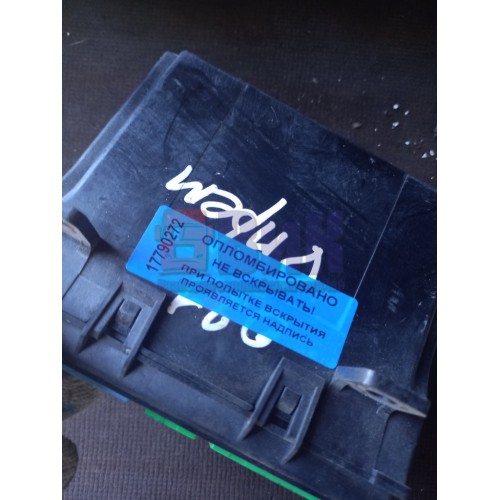 17790272
ОПЛОМБИРОВАНО
НЕ ВСКРЫВАТЬ!
ПРИ ПОПЫТКЕ ВСКРЫТИЯ
ПРОЯВЛЯЕТСЯ НАДПИСЬ